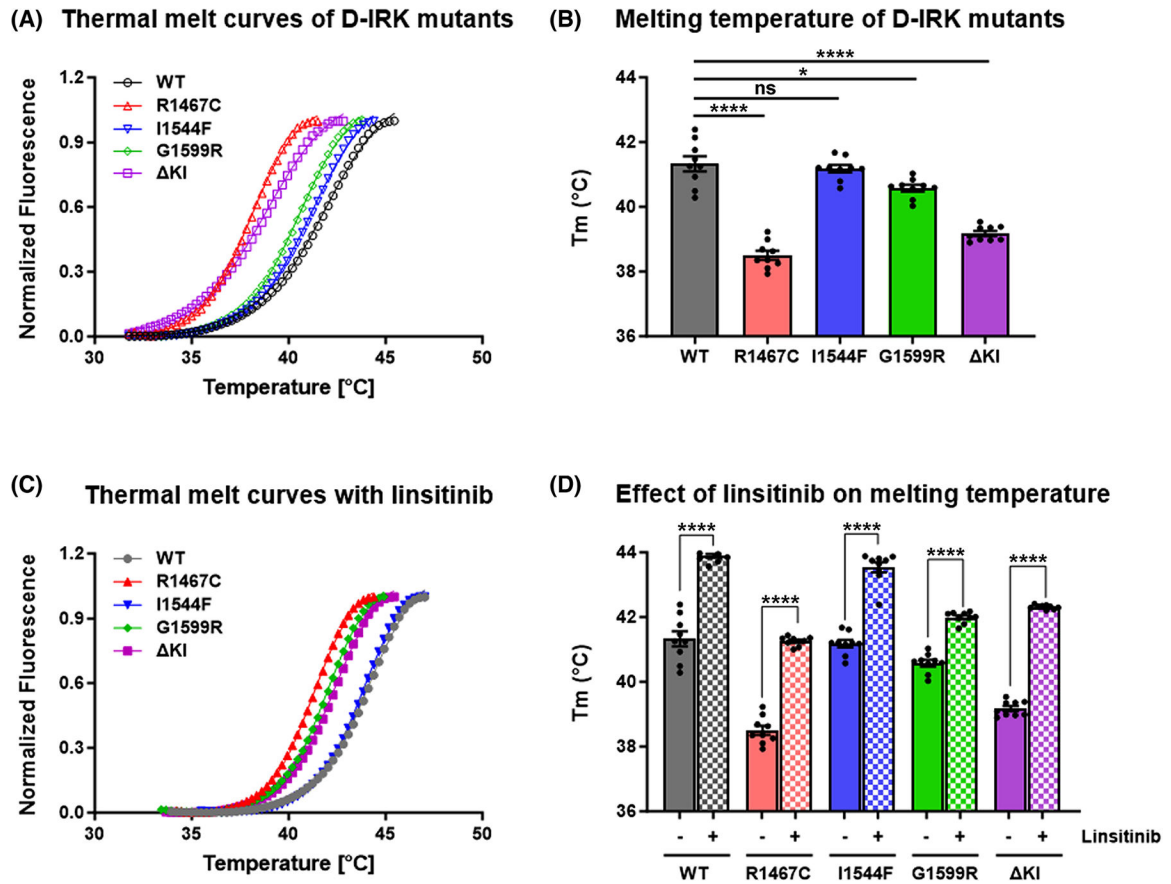 (A) Thermal melt curves of D-IRK mutants
Normalized Fluorescence
1.2
0.9
0.6
0.3
0.0
WT
R1467C
I1544F
G1599R
ΔKI
30 35 40 45 50
Temperature [°C]
(B) Melting temperature of D-IRK mutants
****
*
ns
****
Tm (°C)
44
42
40
38
36
WT R1467C I1544F G1599R ΔKI
(C) Thermal melt curves with linsitinib
Normalized Fluorescence
1.2
0.9
0.6
0.3
0.0
WT
R1467C
I1544F
G1599R
ΔKI
30 35 40 45 50
Temperature [°C]
(D) Effect of linsitinib on melting temperature
**** **** **** **** ****
Tm (°C)
44
42
40
38
36
- + - + - + - + - + Linsitinib
WT R1467C I1544F G1599R ΔKI